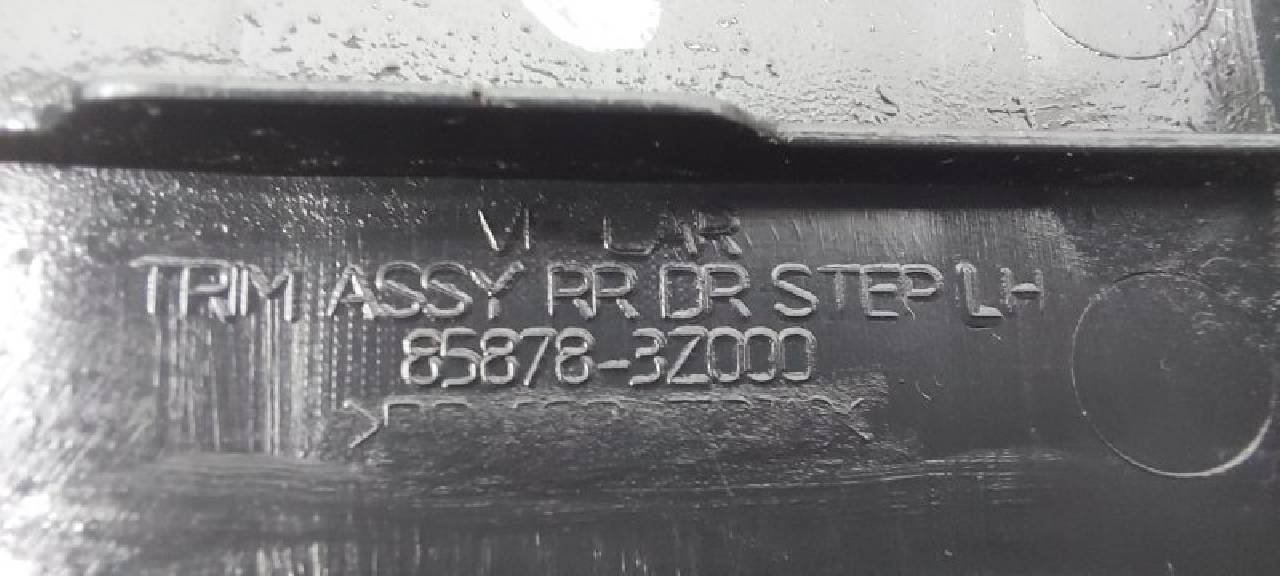 TRIM ASSY RR DR STEP LH
85878-3Z000